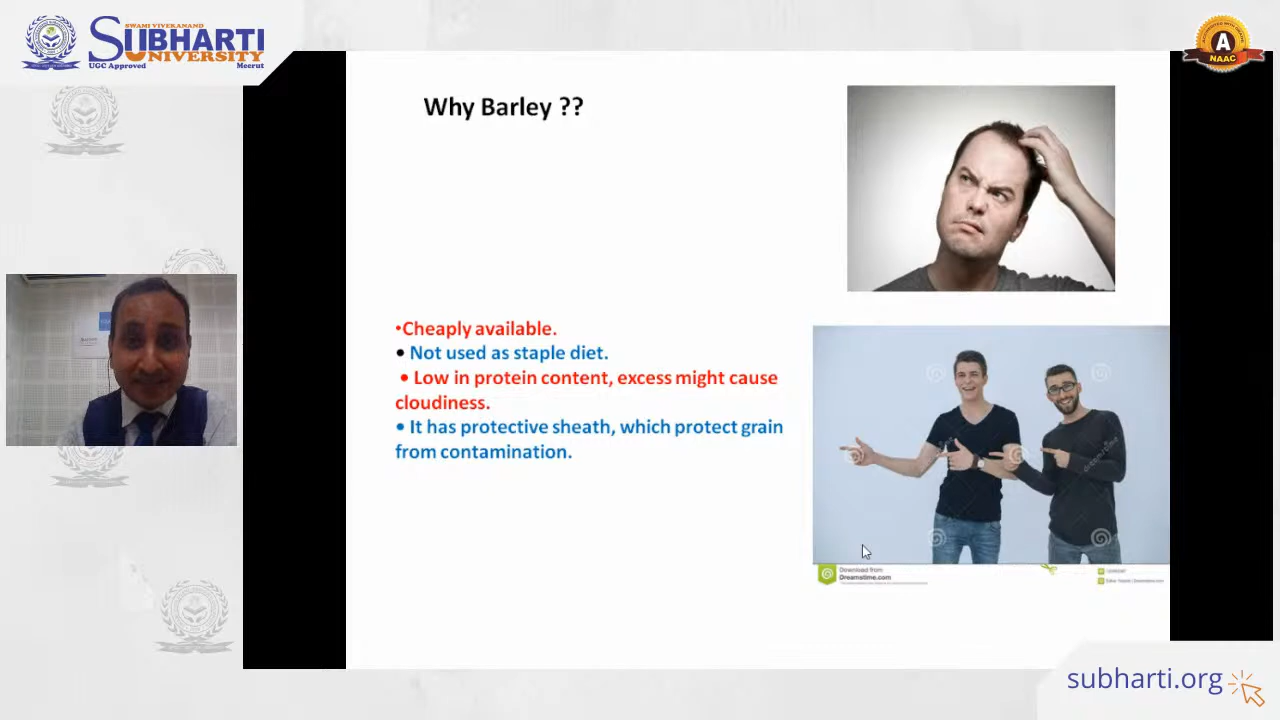 SWAMI VIVEKANAND
SUBHARTI
UNIVERSITY
UGC Approved Meerut
A
NAAC
Why Barley ??
•Cheaply available.
• Not used as staple diet.
• Low in protein content, excess might cause
cloudiness.
• It has protective sheath, which protect grain
from contamination.
dreamstime
Download from
Dreamstime.com
subharti.org